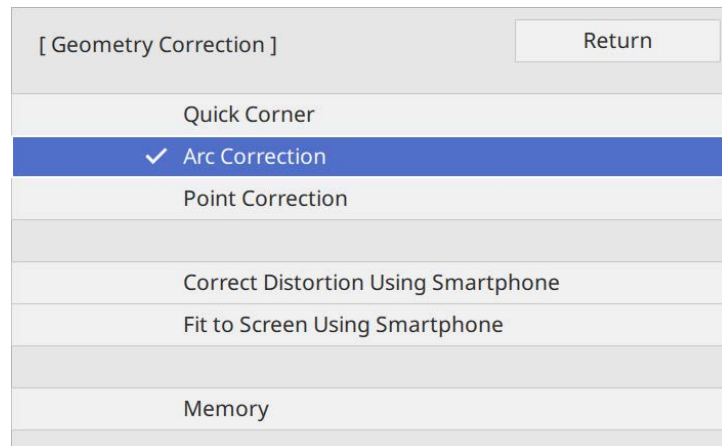 [ Geometry Correction ]
Return
Quick Corner
Arc Correction
Point Correction
Correct Distortion Using Smartphone
Fit to Screen Using Smartphone
Memory